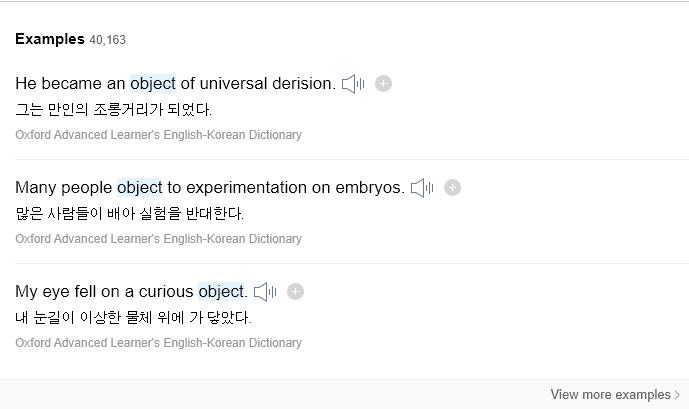 Examples 40,163
He became an object of universal derision.
그는 만인의 조롱거리가 되었다.
Oxford Advanced Learner's English-Korean Dictionary
Many people object to experimentation on embryos.
많은 사람들이 배아 실험을 반대한다.
Oxford Advanced Learner's English-Korean Dictionary
My eye fell on a curious object.
내 눈길이 이상한 물체 위에 가 닿았다.
Oxford Advanced Learner's English-Korean Dictionary
View more examples